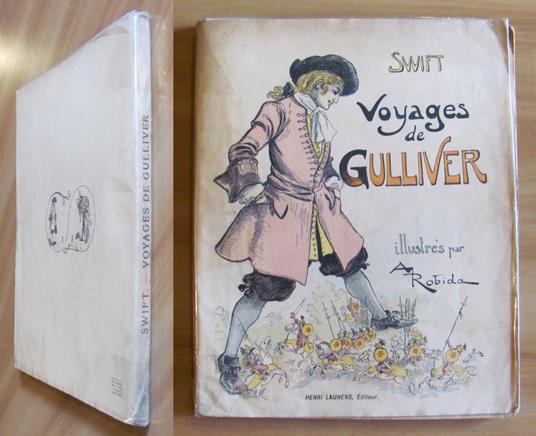 SWIFT. — VOYAGES DE GULLIVER
SWIFT
Voyages
de
GULLIVER
illustrés par
A Robida
HENRI LAURENS, Éditeur.